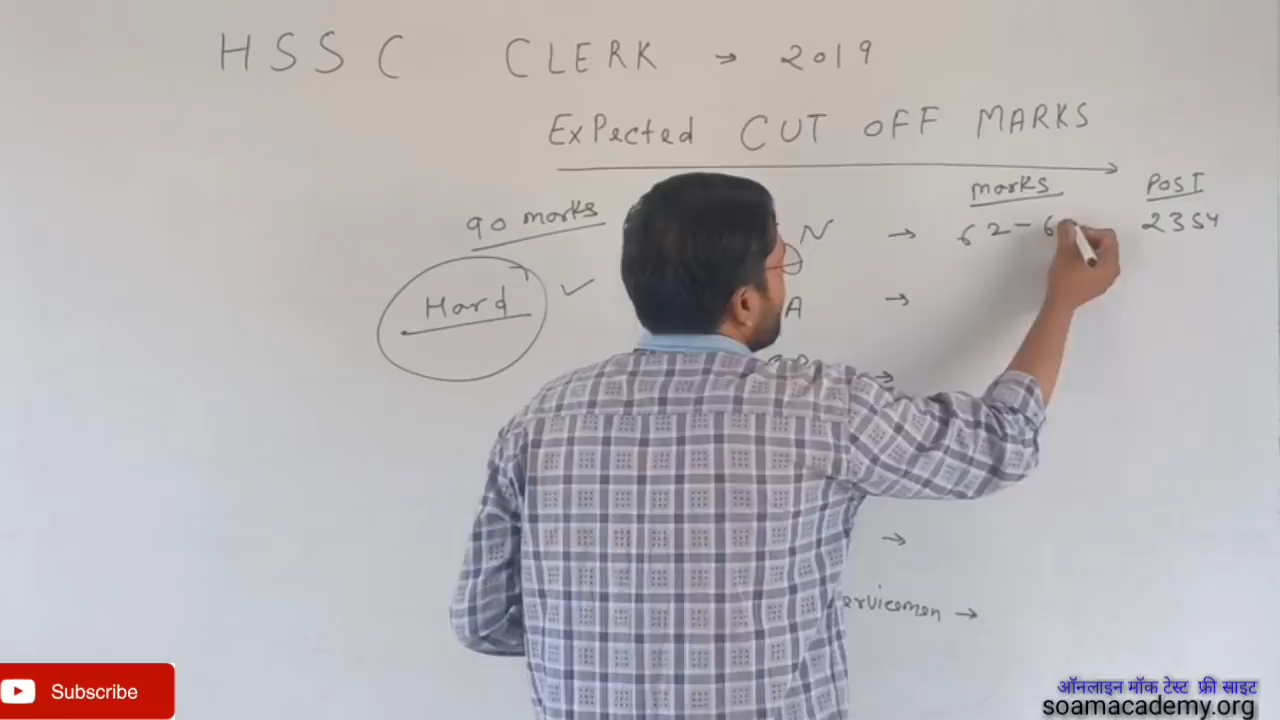 HSSC CLERK → 2019
Expected CUT OFF MARKS
marks POST
90 marks
N → 62-6 2354
Hard ✓
A →
→
→
ervicemen →
Subscribe
ऑनलाइन मॉक टेस्ट फ्री साइट
soamacademy.org